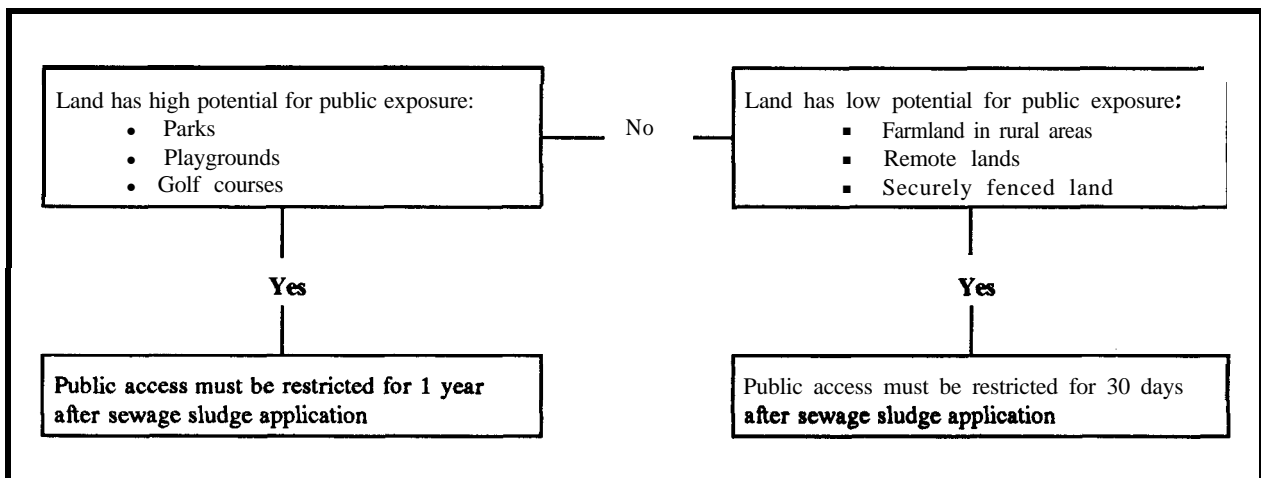 Land has high potential for public exposure:
• Parks
• Playgrounds
• Golf courses
No
Land has low potential for public exposure:
▪ Farmland in rural areas
▪ Remote lands
▪ Securely fenced land
Yes
Yes
Public access must be restricted for 1 year
after sewage sludge application
Public access must be restricted for 30 days
after sewage sludge application